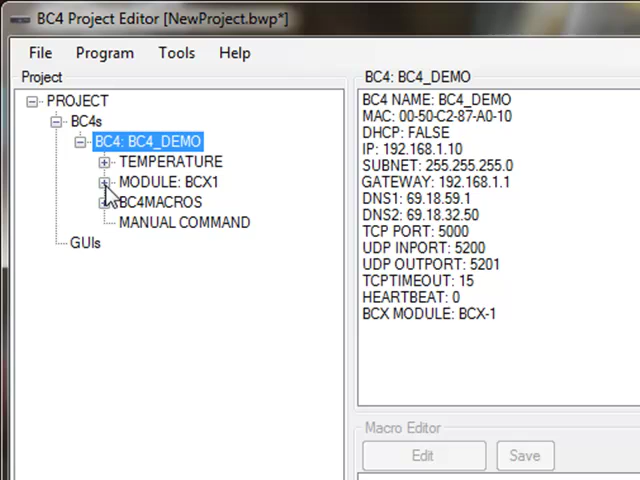 BC4 Project Editor [NewProject.bwp*]
File Program Tools Help
Project
PROJECT
BC4s
BC4: BC4_DEMO
TEMPERATURE
MODULE: BCX1
BC4MACROS
MANUAL COMMAND
GUIs
BC4: BC4_DEMO
BC4 NAME: BC4_DEMO
MAC: 00-50-C2-87-A0-10
DHCP: FALSE
IP: 192.168.1.10
SUBNET: 255.255.255.0
GATEWAY: 192.168.1.1
DNS1: 69.18.59.1
DNS2: 69.18.32.50
TCP PORT: 5000
UDP INPORT: 5200
UDP OUTPORT: 5201
TCPTIMEOUT: 15
HEARTBEAT: 0
BCX MODULE: BCX-1
Macro Editor
Edit Save